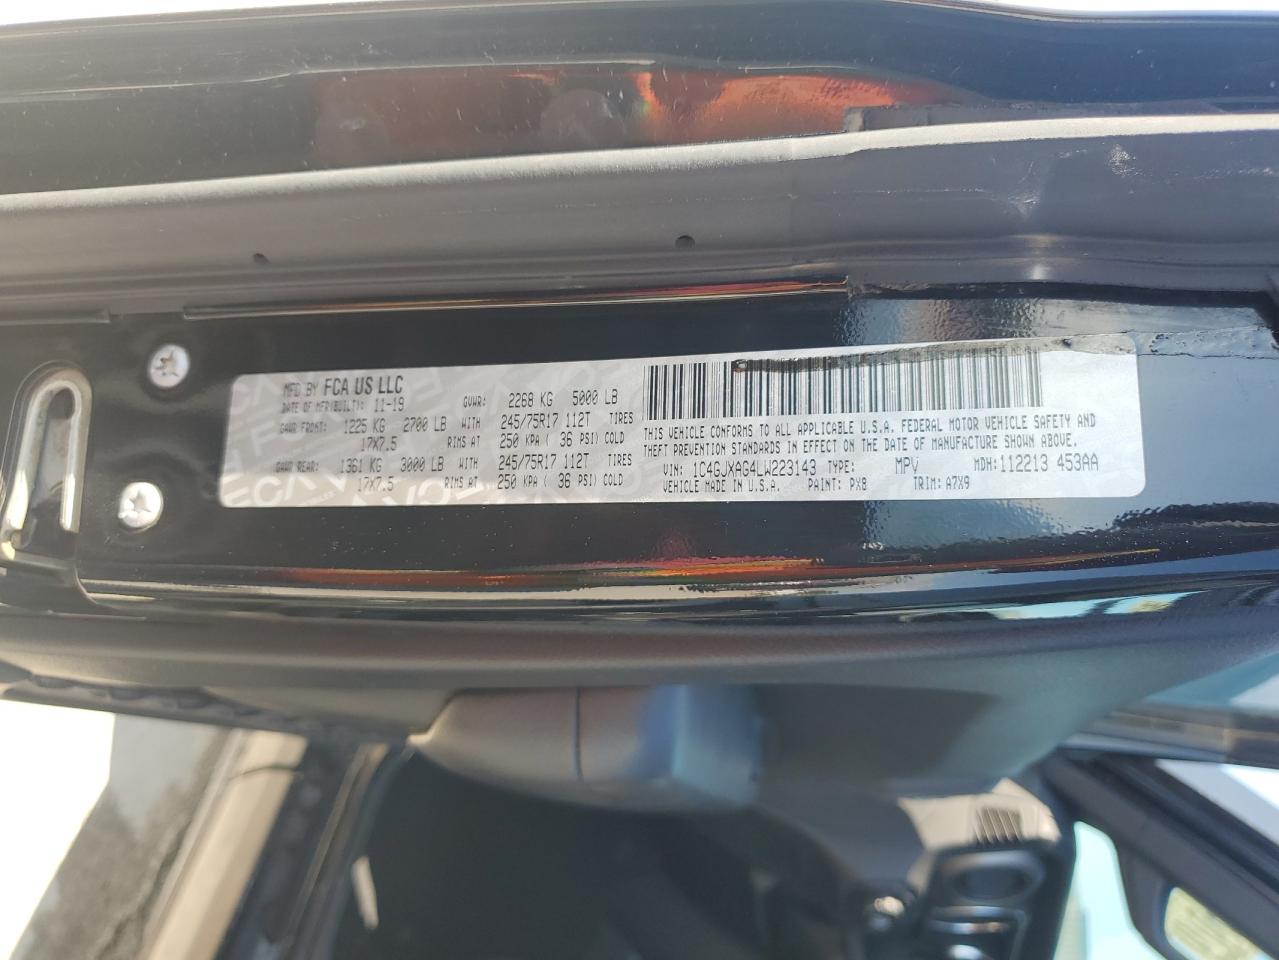 MFD BY FCA US LLC
DATE OF MFR(BUILT): 11-19 GVWR: 2268 KG 5000 LB
GAWR FRONT: 1225 KG 2700 LB WITH 245/75R17 112T TIRES
17X7.5 RIMS AT 250 KPA ( 36 PSI) COLD
GAWR REAR: 1361 KG 3000 LB WITH 245/75R17 112T TIRES
17X7.5 RIMS AT 250 KPA ( 36 PSI) COLD
THIS VEHICLE CONFORMS TO ALL APPLICABLE U.S.A. FEDERAL MOTOR VEHICLE SAFETY AND
THEFT PREVENTION STANDARDS IN EFFECT ON THE DATE OF MANUFACTURE SHOWN ABOVE.
VIN: 1C4GJXAG4LW223143 TYPE: MPV MDH: 112213 453AA
VEHICLE MADE IN U.S.A. PAINT: PX8 TRIM: A7X9